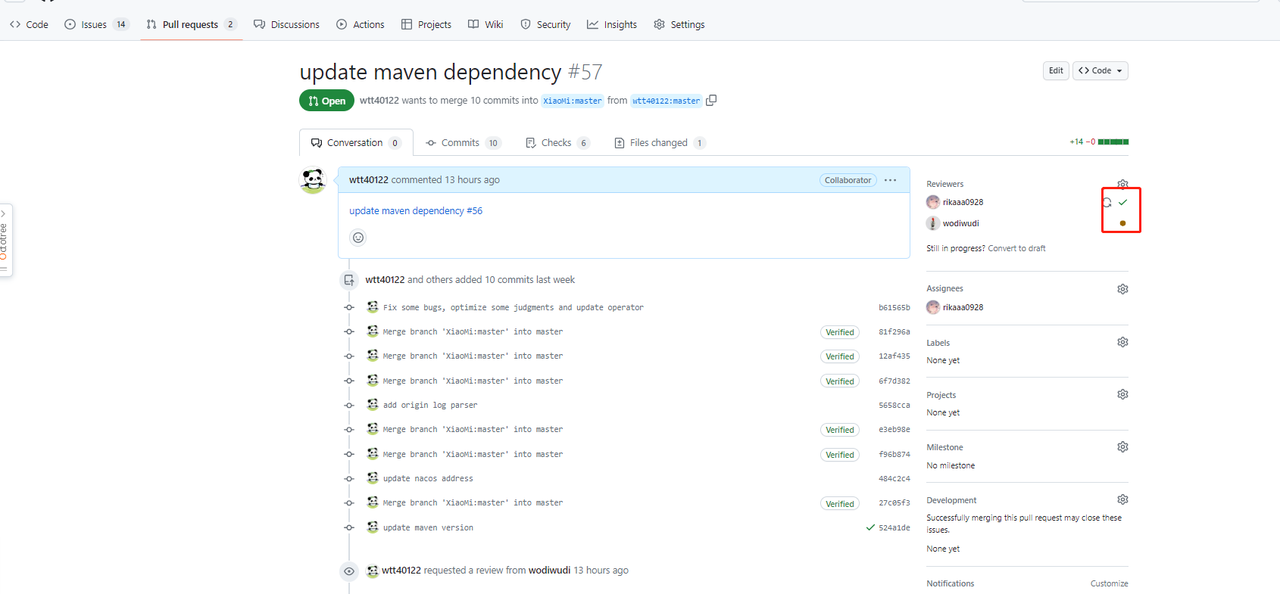 Code Issues 14 Pull requests 2 Discussions Actions Projects Wiki Security Insights Settings
update maven dependency #57
Edit Code
Open wtt40122 wants to merge 10 commits into XiaoMi:master from wtt40122:master
Conversation 0 Commits 10 Checks 6 Files changed 1
+14 −0
wtt40122 commented 13 hours ago Collaborator
update maven dependency #56
wtt40122 and others added 10 commits last week
Fix some bugs, optimize some judgments and update operator b61565b
Merge branch 'XiaoMi:master' into master Verified 81f296a
Merge branch 'XiaoMi:master' into master Verified 12af435
Merge branch 'XiaoMi:master' into master Verified 6f7d382
add origin log parser 5658cca
Merge branch 'XiaoMi:master' into master Verified e3eb98e
Merge branch 'XiaoMi:master' into master Verified f96b874
update nacos address 484c2c4
Merge branch 'XiaoMi:master' into master Verified 27c05f3
update maven version 524a1de
wtt40122 requested a review from wodiwudi 13 hours ago
Reviewers
rikaaa0928
wodiwudi
Still in progress? Convert to draft
Assignees
rikaaa0928
Labels
None yet
Projects
None yet
Milestone
No milestone
Development
Successfully merging this pull request may close these
issues.
None yet
Notifications Customize
Octotree